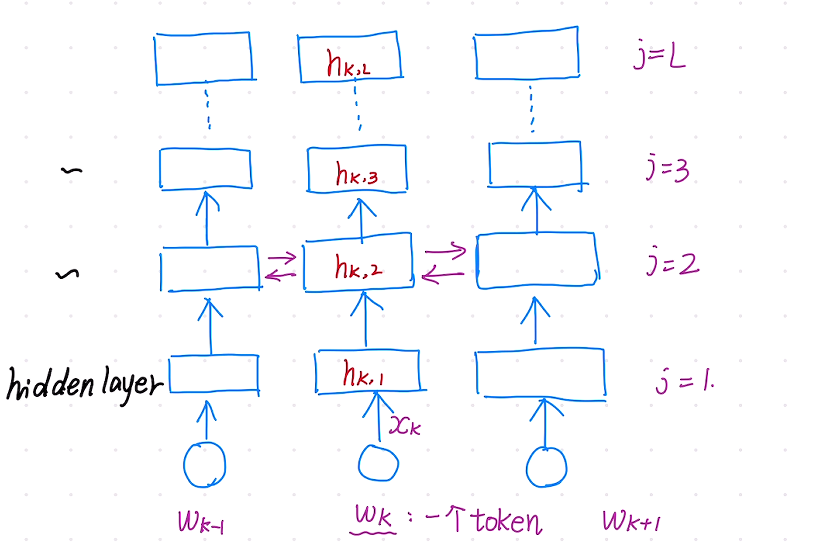 h_{K,L} j=L
~ h_{K,3} j=3
~ h_{K,2} j=2
hidden layer h_{K,1} j=1.
x_K
w_{K-1} w_K:一个token w_{K+1}